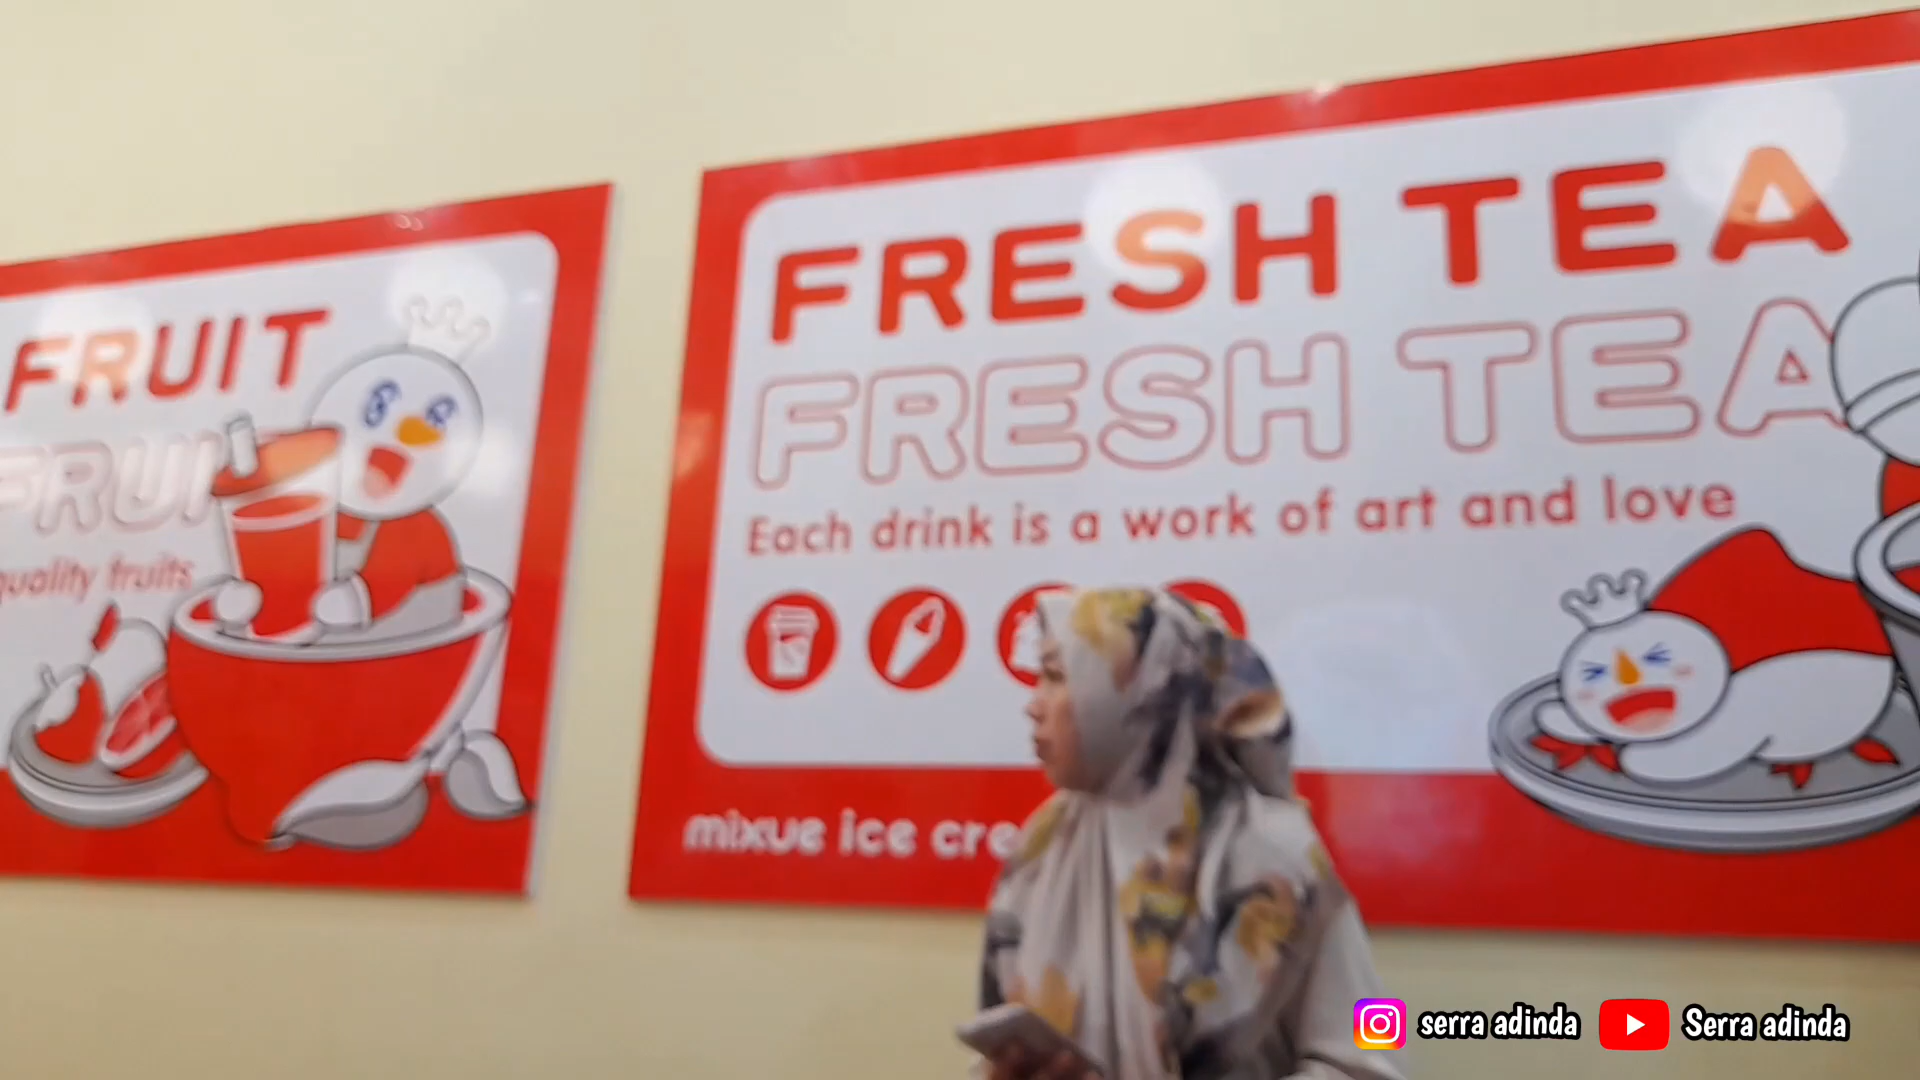 FRUIT
FRUI
quality fruits
FRESH TEA
FRESH TEA
Each drink is a work of art and love
mixue ice cre
serra adinda
Serra adinda